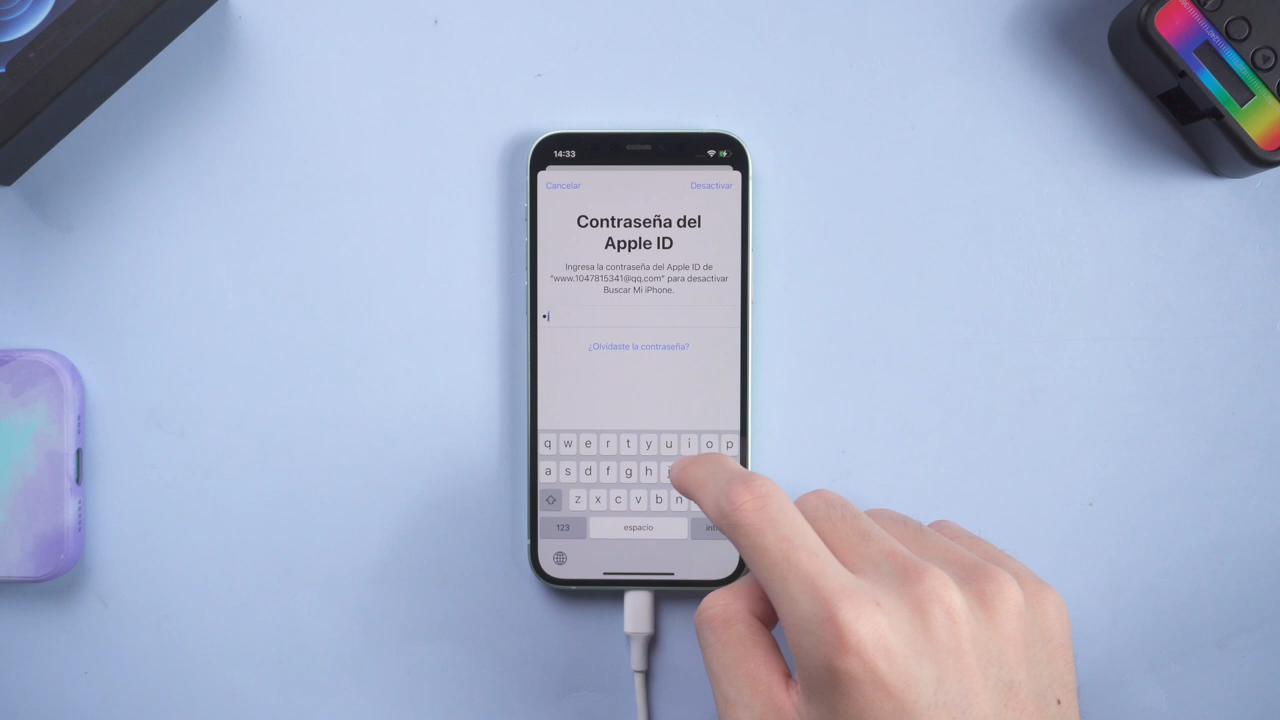 14:33
Cancelar
Desactivar
Contraseña del
Apple ID
Ingresa la contraseña del Apple ID de
“www.1047815341@qq.com” para desactivar
Buscar Mi iPhone.
•j
¿Olvidaste la contraseña?
q w e r t y u i o p
a s d f g h j
z x c v b n
123 espacio